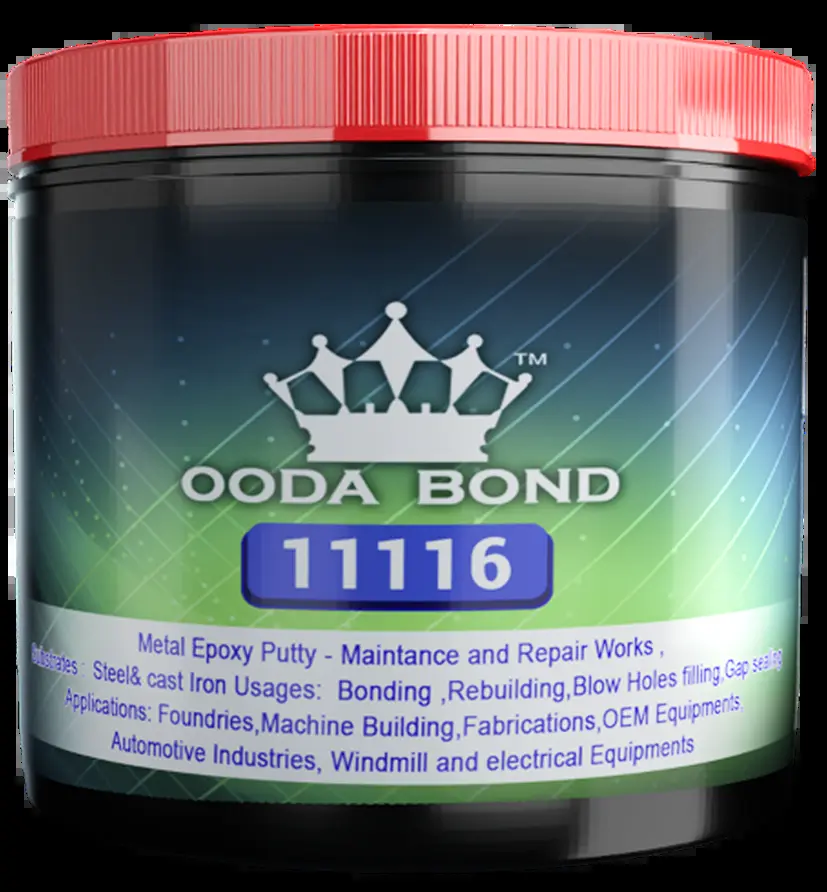 TM
OODA BOND
11116
Metal Epoxy Putty - Maintance and Repair Works ,
Substrates : Steel& cast Iron Usages: Bonding ,Rebuilding,Blow Holes filling,Gap sealing
Applications: Foundries,Machine Building,Fabrications,OEM Equipments,
Automotive Industries, Windmill and electrical Equipments